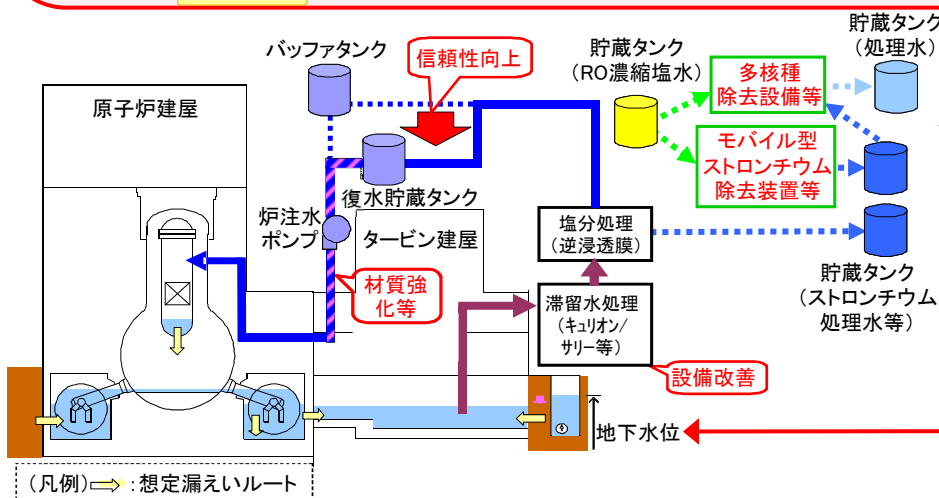 バッファタンク
信頼性向上
貯蔵タンク
(RO濃縮塩水)
多核種
除去設備等
貯蔵タンク
(処理水)
原子炉建屋
モバイル型
ストロンチウム
除去装置等
復水貯蔵タンク
炉注水
ポンプ
タービン建屋
塩分処理
(逆浸透膜)
材質強
化等
滞留水処理
(キュリオン/
サリー等)
貯蔵タンク
(ストロンチウム
処理水等)
設備改善
地下水位
(凡例) :想定漏えいルート